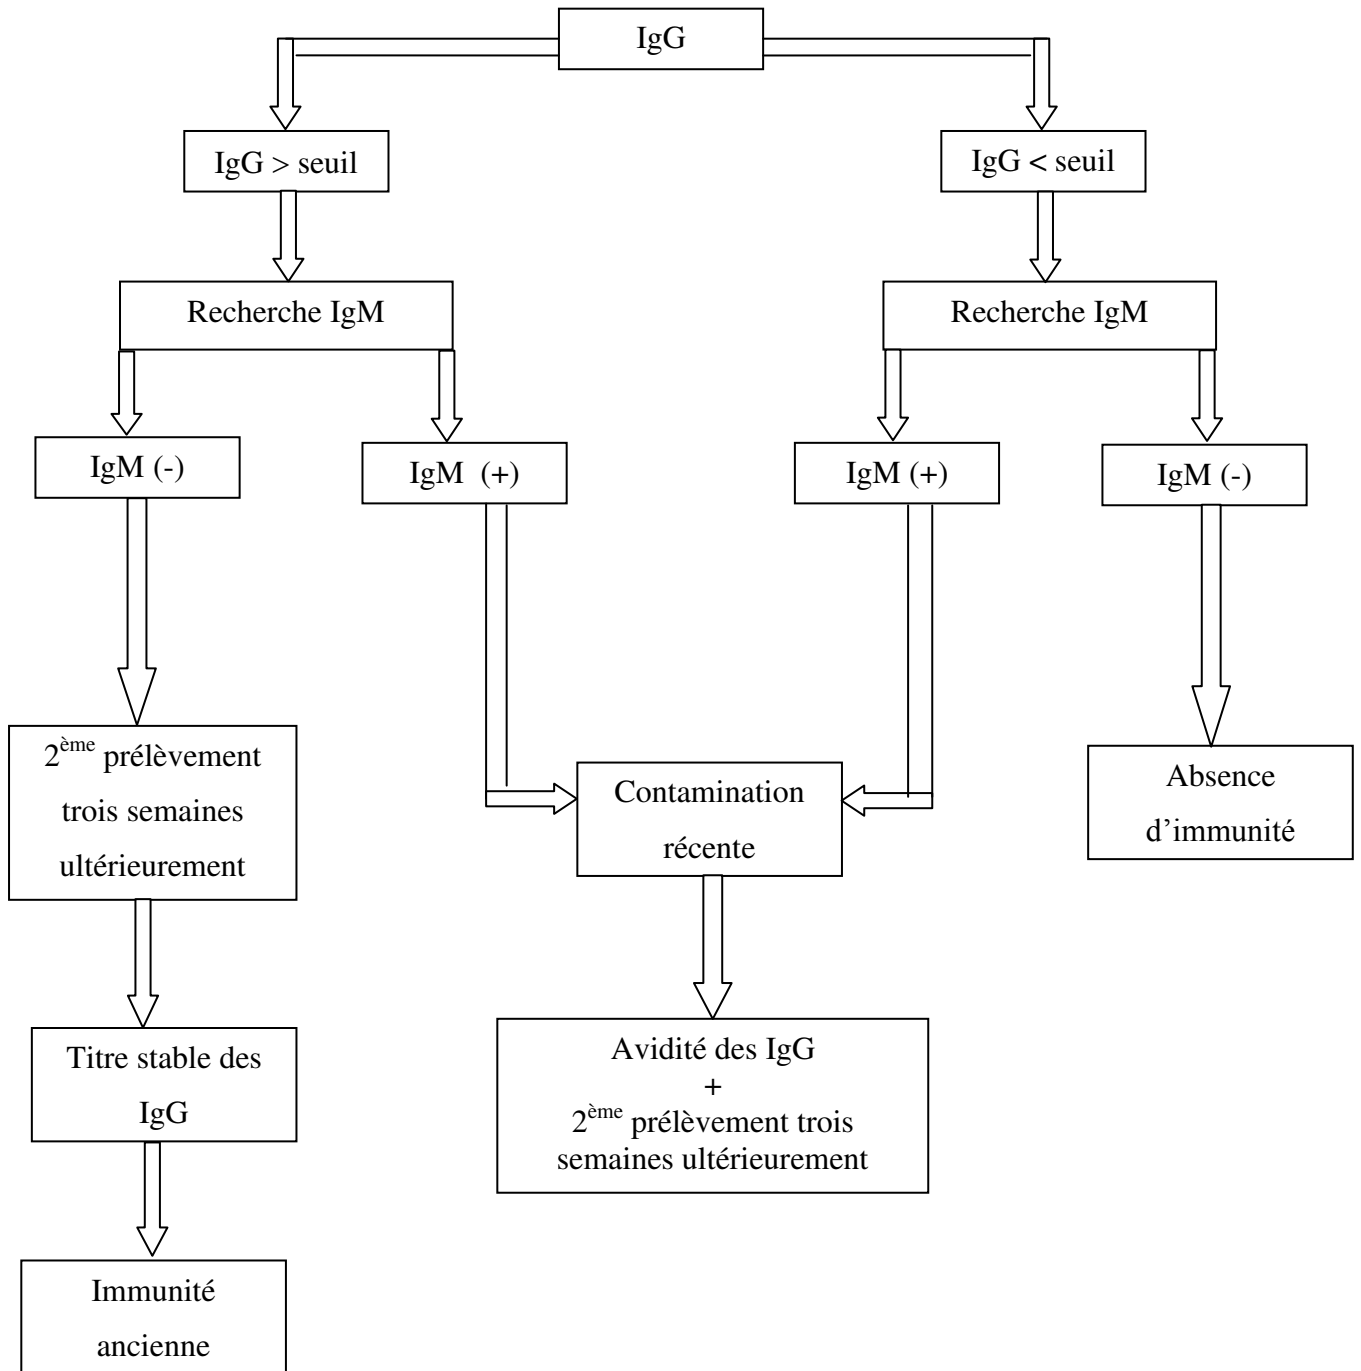 IgG
IgG > seuil
IgG < seuil
Recherche IgM
Recherche IgM
IgM (-)
IgM (+)
IgM (+)
IgM (-)
2ème prélèvement
trois semaines
ultérieurement
Contamination
récente
Absence
d’immunité
Titre stable des
IgG
Avidité des IgG
+
2ème prélèvement trois
semaines ultérieurement
Immunité
ancienne